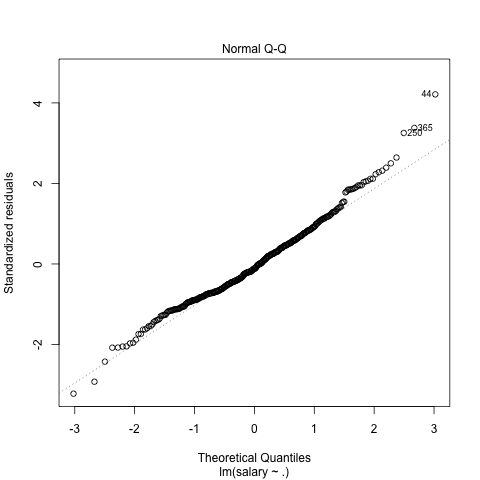 Normal Q-Q
44
365
250
4
2
0
-2
Standardized residuals
-3 -2 -1 0 1 2 3
Theoretical Quantiles
lm(salary ~ .)